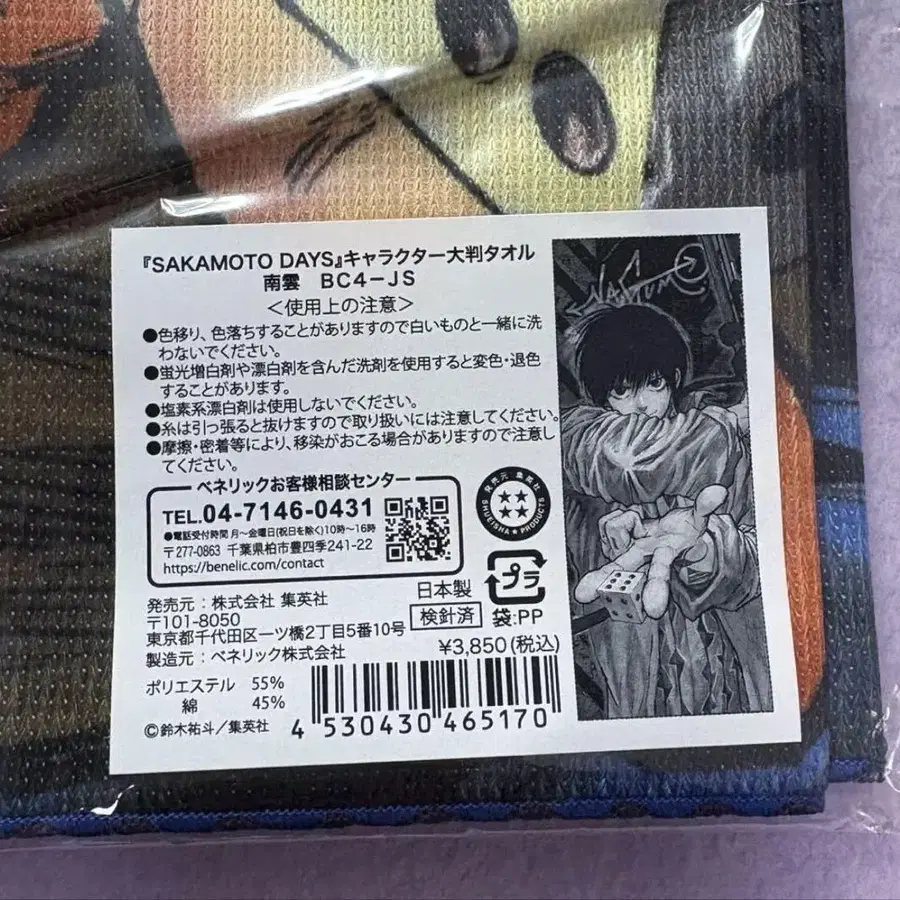 『SAKAMOTO DAYS』キャラクター大判タオル
南雲　BC4-JS
＜使用上の注意＞
●色移り、色落ちすることがありますので白いものと一緒に洗
わないでください。
●蛍光増白剤や漂白剤を含んだ洗剤を使用すると変色・退色
することがあります。
●塩素系漂白剤は使用しないでください。
●糸は引っ張ると抜けますので取り扱いには注意してください。
●摩擦・密着等により、移染がおこる場合がありますので注意し
てください。
ベネリックお客様相談センター
TEL.04-7146-0431
●電話受付時間 月〜金曜日(祝日を除く)10時〜16時
〒277-0863 千葉県柏市豊四季241-22
https://benelic.com/contact
発売元 集英社
SHUEISHA PRODUCTS
プラ
袋:PP
日本製
検針済
発売元：株式会社 集英社
〒101-8050
東京都千代田区一ツ橋2丁目5番10号
製造元：ベネリック株式会社
¥3,850(税込)
ポリエステル 55%
綿 45%
©鈴木祐斗／集英社
4 530430 465170
NAGUMO